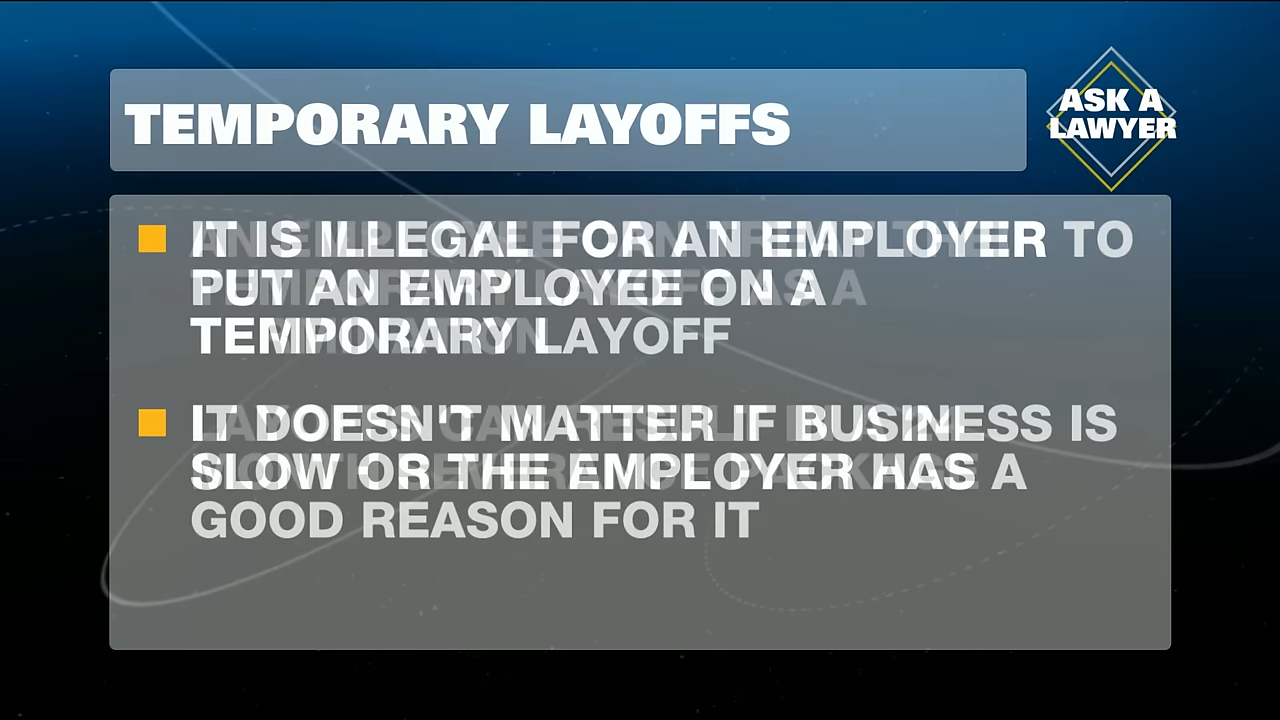 TEMPORARY LAYOFFS
ASK A
LAWYER
IT IS ILLEGAL FOR AN EMPLOYER TO
PUT AN EMPLOYEE ON A
TEMPORARY LAYOFF
IT DOESN'T MATTER IF BUSINESS IS
SLOW OR THE EMPLOYER HAS A
GOOD REASON FOR IT